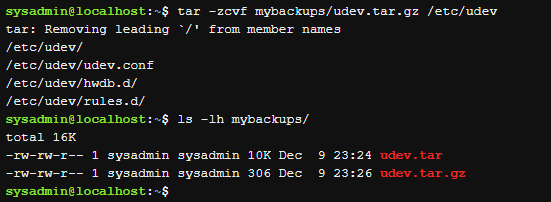 sysadmin@localhost:~$ tar -zcvf mybackups/udev.tar.gz /etc/udev
tar: Removing leading `/' from member names
/etc/udev/
/etc/udev/udev.conf
/etc/udev/hwdb.d/
/etc/udev/rules.d/
sysadmin@localhost:~$ ls -lh mybackups/
total 16K
-rw-rw-r-- 1 sysadmin sysadmin 10K Dec  9 23:24 udev.tar
-rw-rw-r-- 1 sysadmin sysadmin 306 Dec  9 23:26 udev.tar.gz
sysadmin@localhost:~$